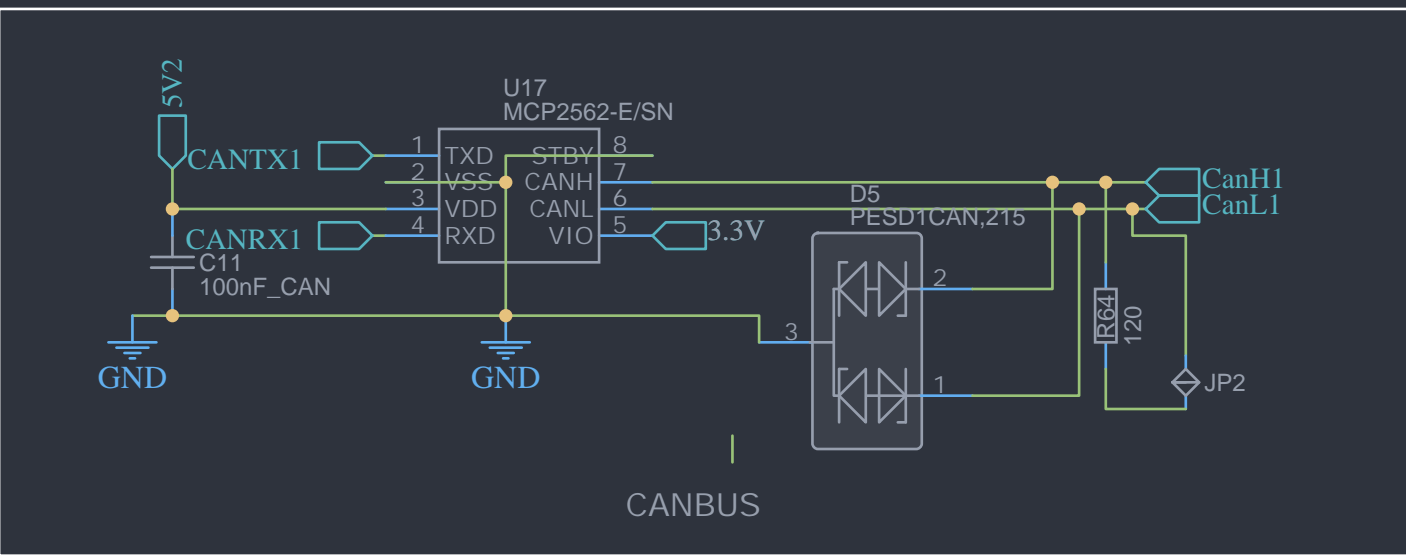 5V2
U17
MCP2562-E/SN
CANTX1
1
TXD
STBY
8
2
VSS
CANH
7
3
VDD
CANL
6
CANRX1
4
RXD
VIO
5
3.3V
CanH1
CanL1
D5
PESD1CAN,215
C11
100nF_CAN
2
3
1
R64
120
JP2
GND
GND
CANBUS